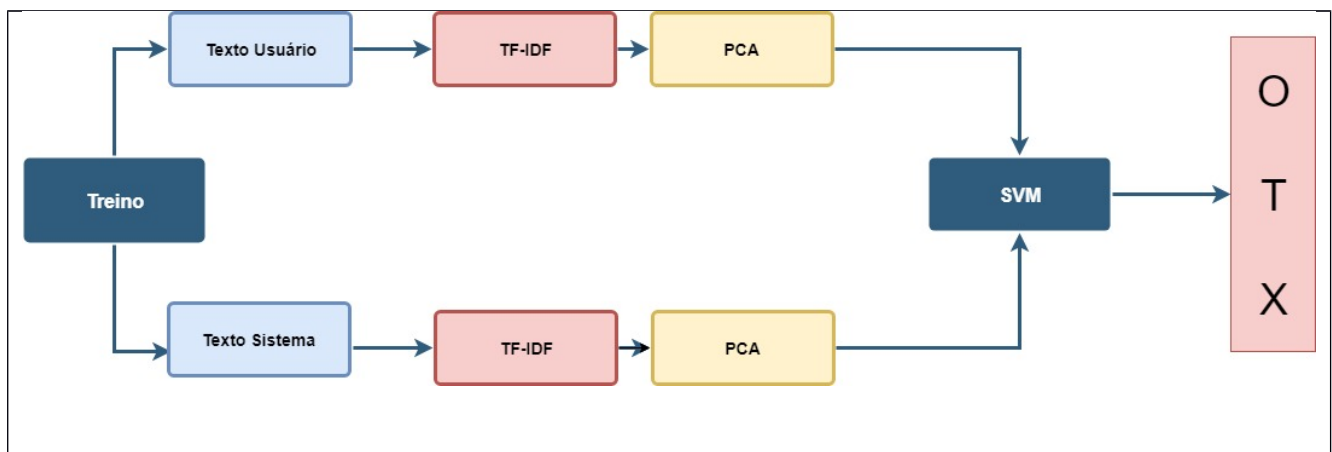 Texto Usuário
TF-IDF
PCA
Treino
SVM
Texto Sistema
TF-IDF
PCA
O
T
X